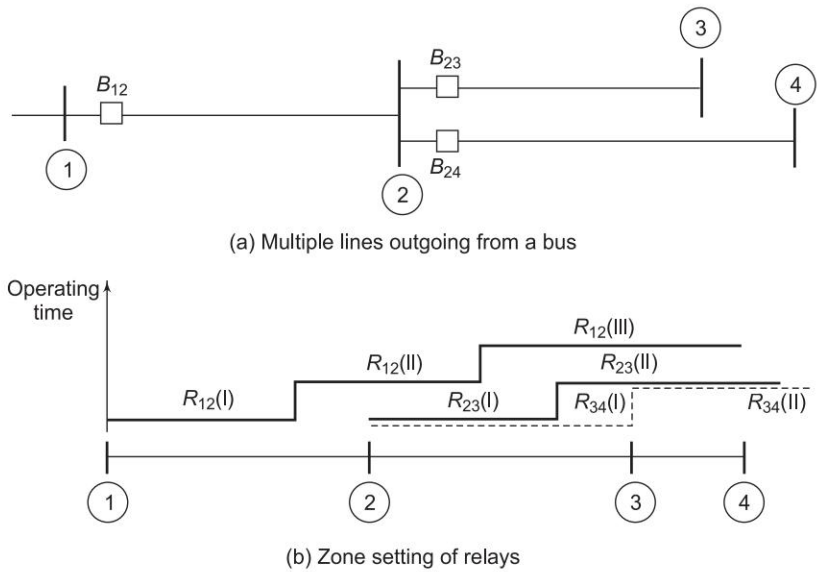 3
B12
B23
4
1
B24
2
(a) Multiple lines outgoing from a bus
Operating
time
R12(III)
R12(II)
R23(II)
R12(I)
R23(I)
R34(I)
R34(II)
1
2
3
4
(b) Zone setting of relays